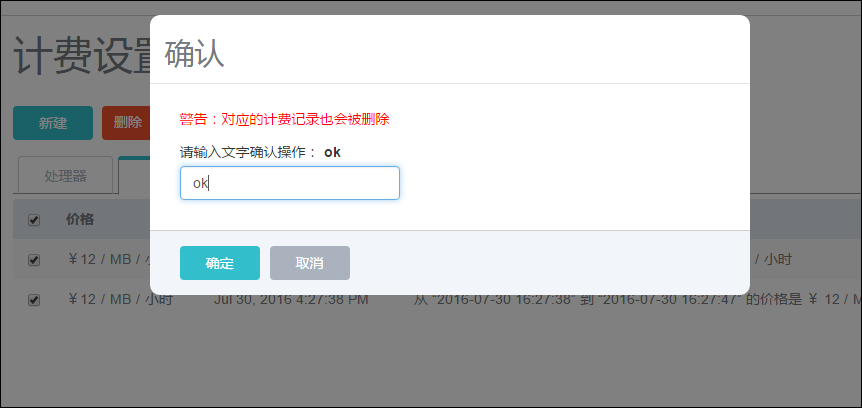 计费设置
确认
警告：对应的计费记录也会被删除
请输入文字确认操作： ok
ok
确定 取消
新建 删除
处理器
价格
￥12 / MB / 小 / 小时
￥12 / MB / 小时 Jul 30, 2016 4:27:38 PM 从 “2016-07-30 16:27:38” 到 “2016-07-30 16:27:47” 的价格是 ￥ 12 / M